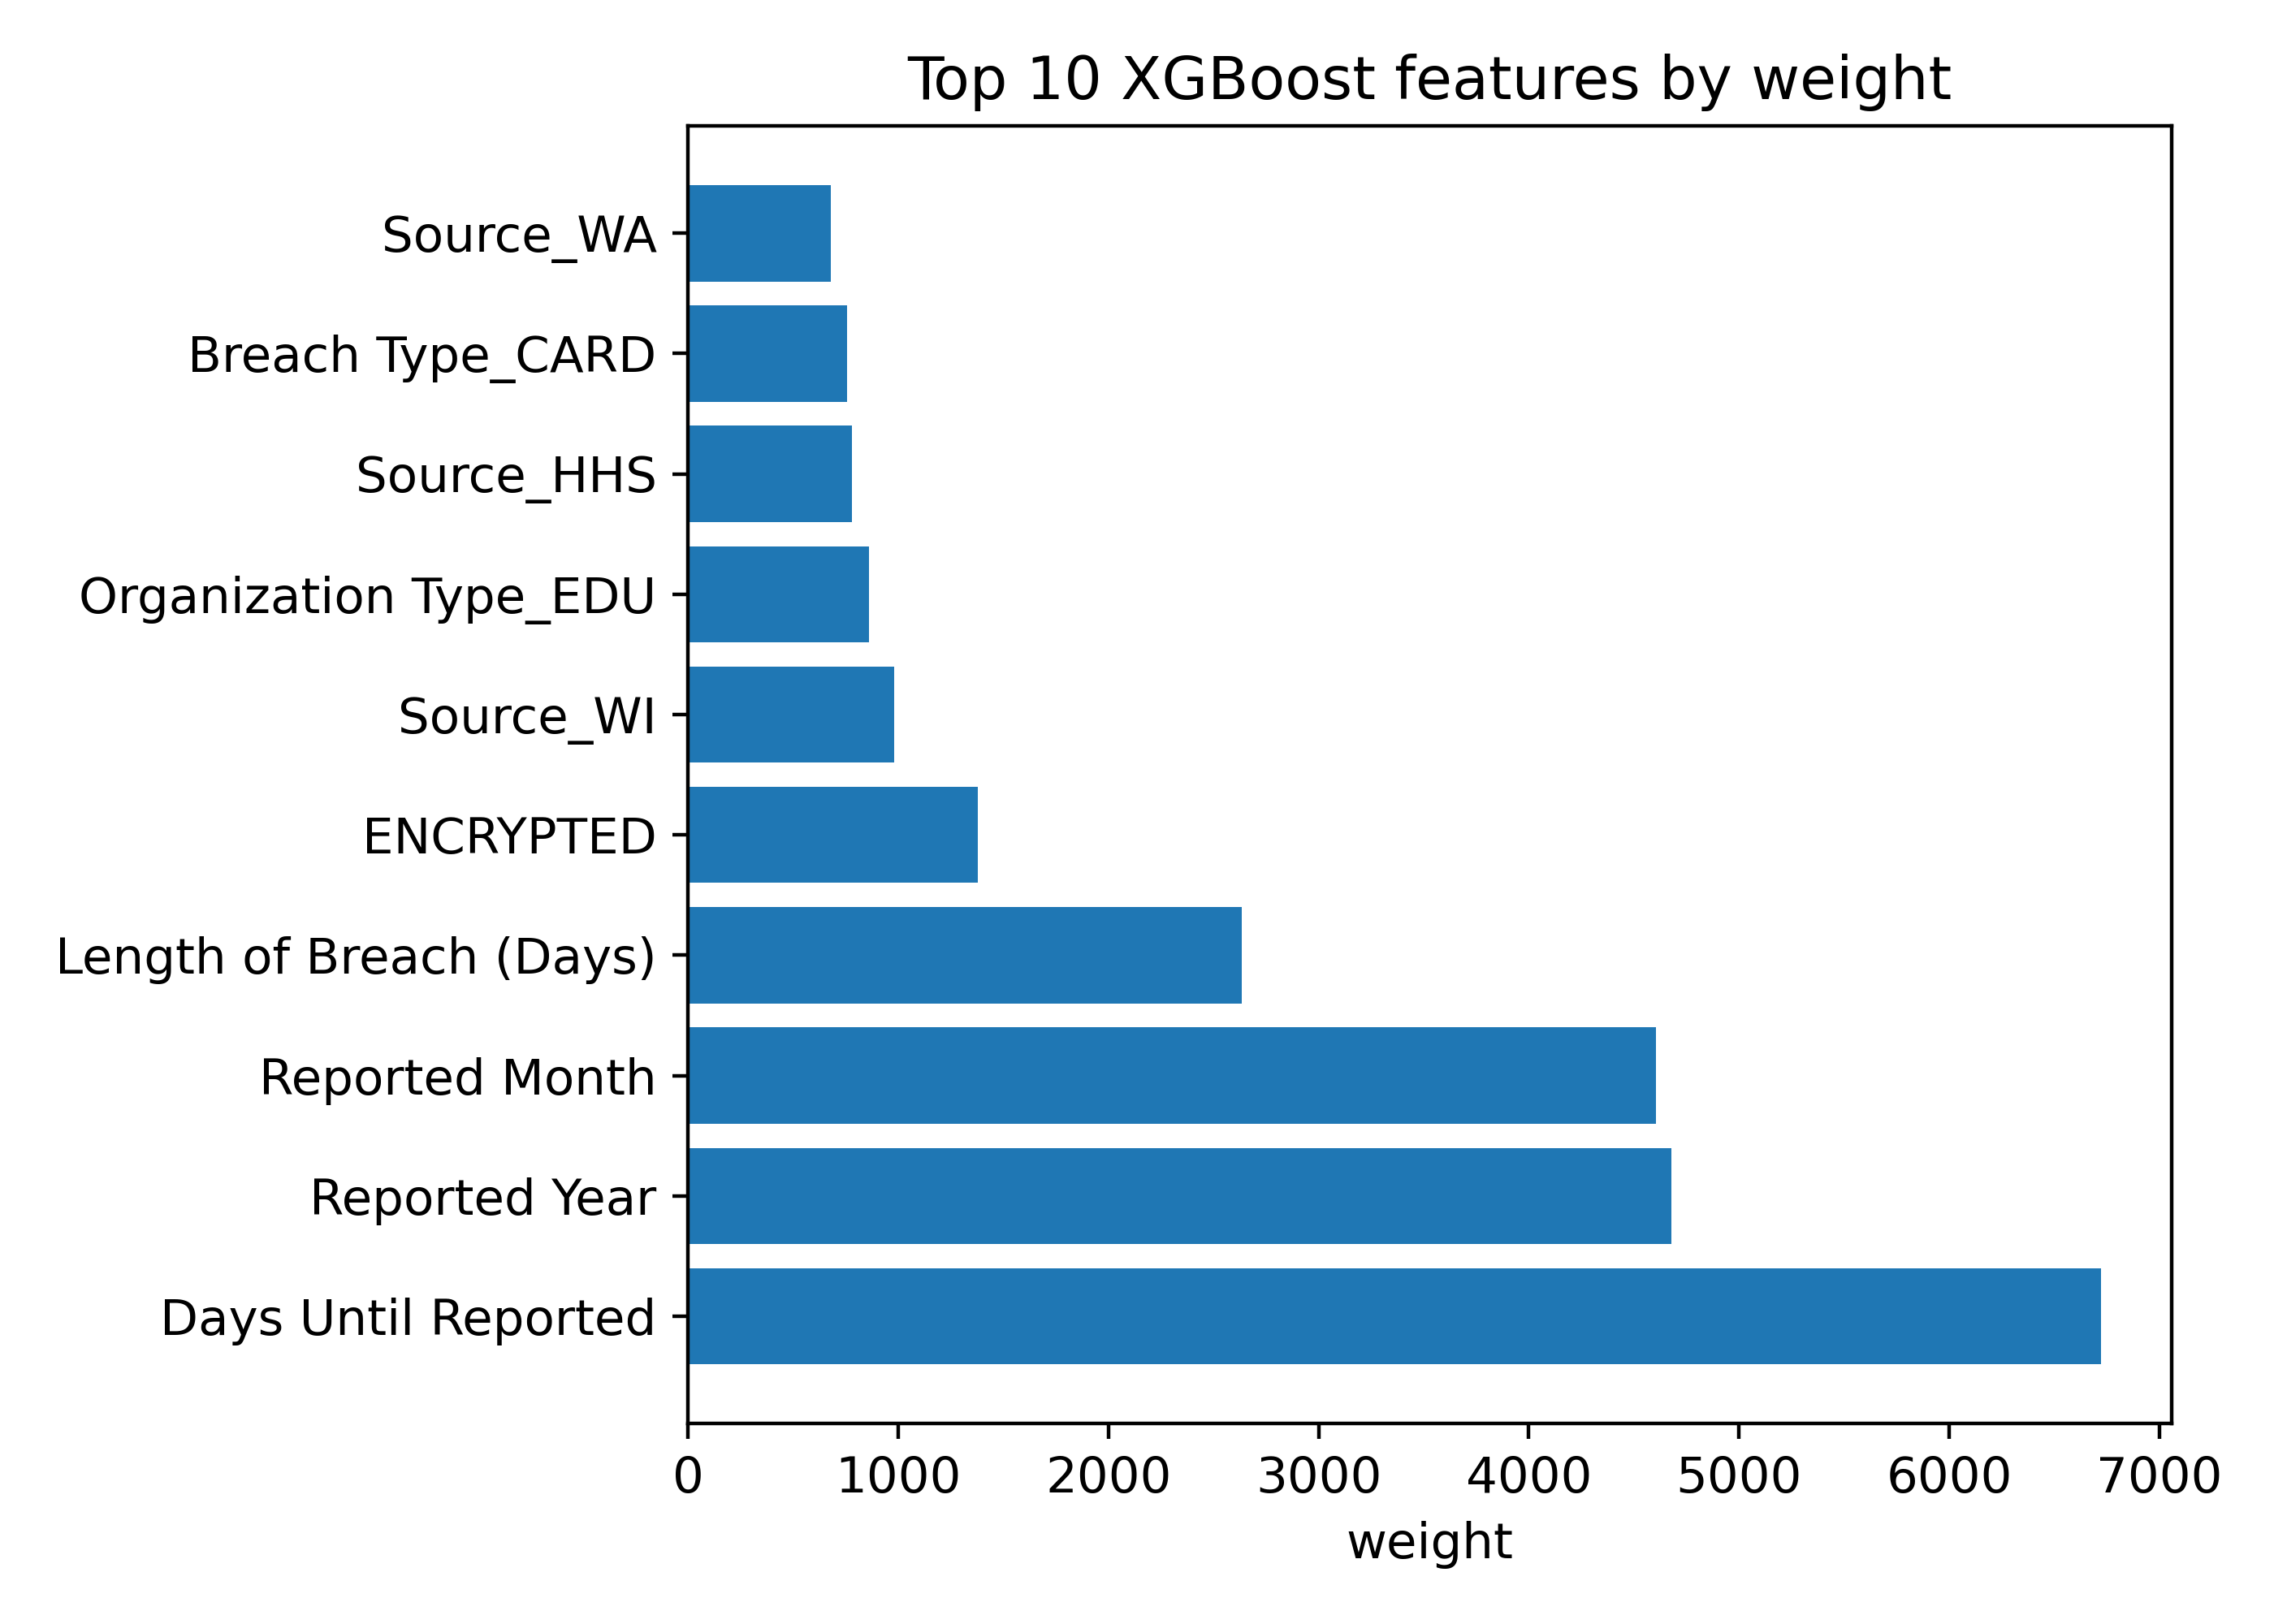 Top 10 XGBoost features by weight
Source_WA
Breach Type_CARD
Source_HHS
Organization Type_EDU
Source_WI
ENCRYPTED
Length of Breach (Days)
Reported Month
Reported Year
Days Until Reported
0 1000 2000 3000 4000 5000 6000 7000
weight